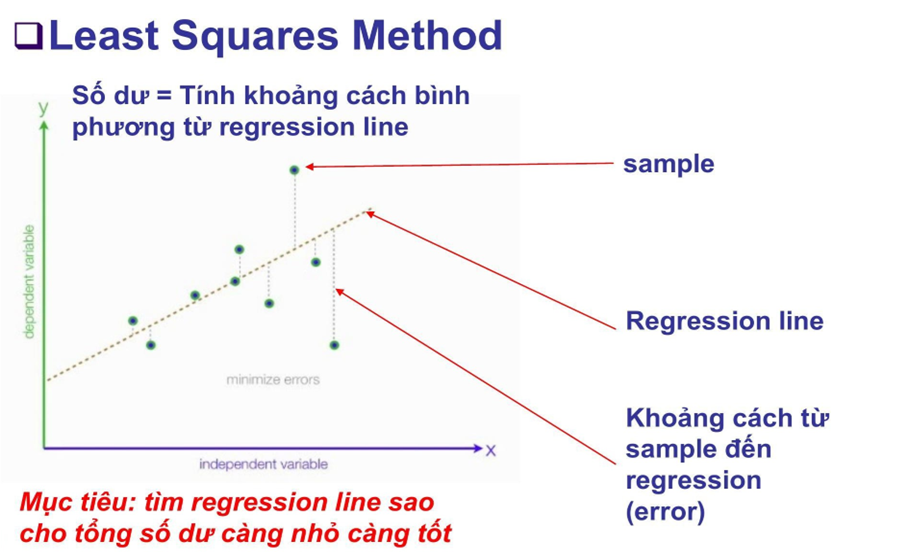 Least Squares Method
Số dư = Tính khoảng cách bình
phương từ regression line
y
sample
dependent variable
Regression line
minimize errors
Khoảng cách từ
sample đến
regression
(error)
x
independent variable
Mục tiêu: tìm regression line sao
cho tổng số dư càng nhỏ càng tốt